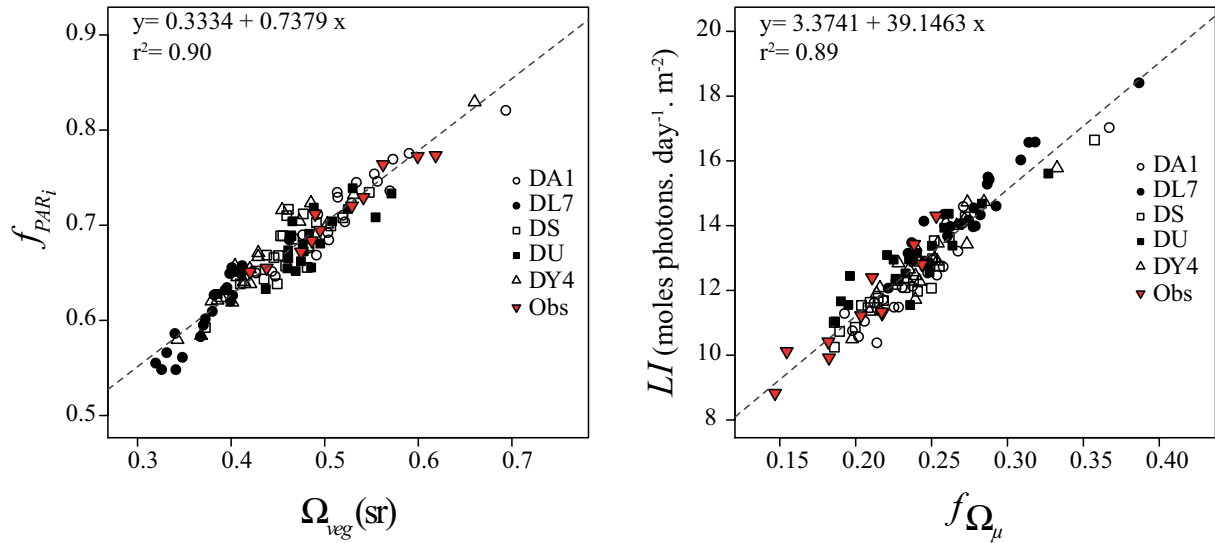 y= 0.3334 + 0.7379 x
r²= 0.90
0.9
0.8
0.7
0.6
0.5
f PARi
DA1
DL7
DS
DU
DY4
Obs
0.3 0.4 0.5 0.6 0.7
Ωveg (sr)
y= 3.3741 + 39.1463 x
r²= 0.89
20
18
16
14
12
10
8
LI (moles photons. day⁻¹. m⁻²)
DA1
DL7
DS
DU
DY4
Obs
0.15 0.20 0.25 0.30 0.35 0.40
f Ωμ